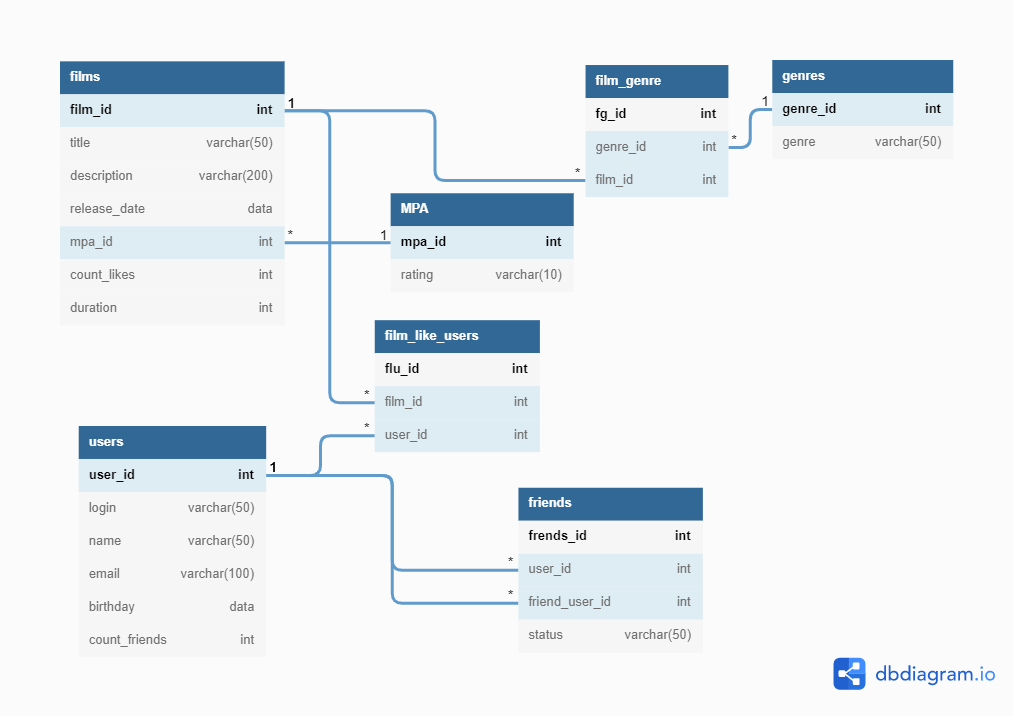 films
film_id int
title varchar(50)
description varchar(200)
release_date data
mpa_id int
count_likes int
duration int
1
*
film_genre
fg_id int
genre_id int
film_id int
*
*
genres
genre_id int
genre varchar(50)
1
MPA
mpa_id int
rating varchar(10)
1
film_like_users
flu_id int
film_id int
user_id int
*
*
users
user_id int
login varchar(50)
name varchar(50)
email varchar(100)
birthday data
count_friends int
1
friends
frends_id int
user_id int
friend_user_id int
status varchar(50)
*
*
dbdiagram.io